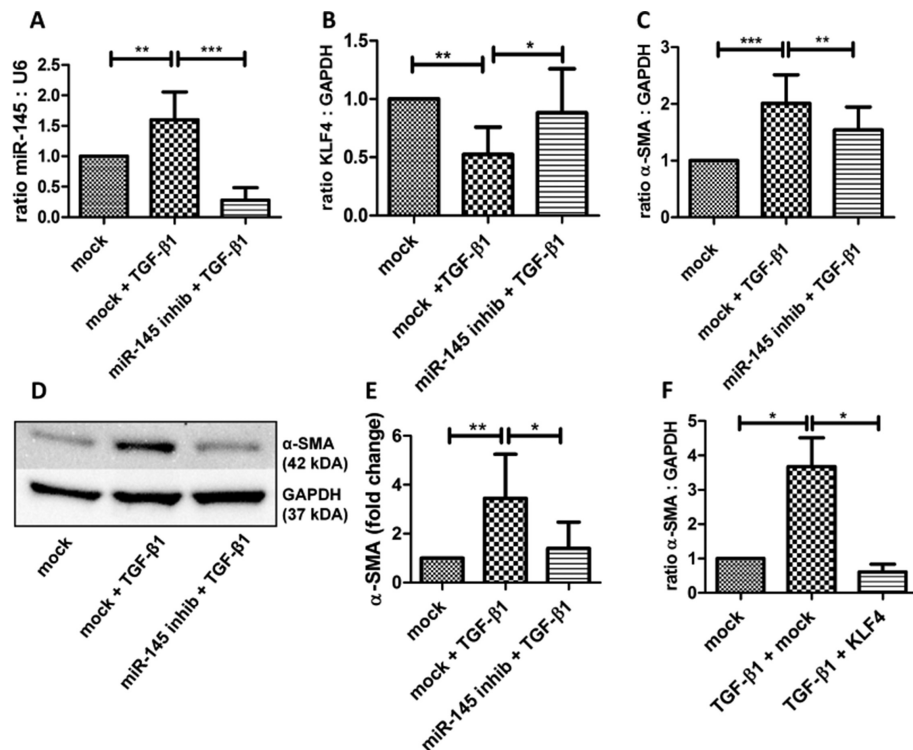 A
ratio miR-145 : U6
2.5
2.0
1.5
1.0
0.5
0.0
**
***
mock
mock + TGF-β1
miR-145 inhib + TGF-β1
B
ratio KLF4 : GAPDH
1.5
1.0
0.5
0.0
**
*
mock
mock +TGF-β1
miR-145 inhib + TGF-β1
C
ratio α-SMA : GAPDH
3
2
1
0
***
**
mock
mock + TGF-β1
miR-145 inhib + TGF-β1
D
α-SMA
(42 kDA)
GAPDH
(37 kDA)
mock
mock + TGF-β1
miR-145 inhib + TGF-β1
E
α-SMA (fold change)
6
4
2
0
**
*
mock
mock + TGF-β1
miR-145 inhib + TGF-β1
F
ratio α-SMA : GAPDH
5
4
3
2
1
0
*
*
mock
TGF-β1 + mock
TGF-β1 + KLF4